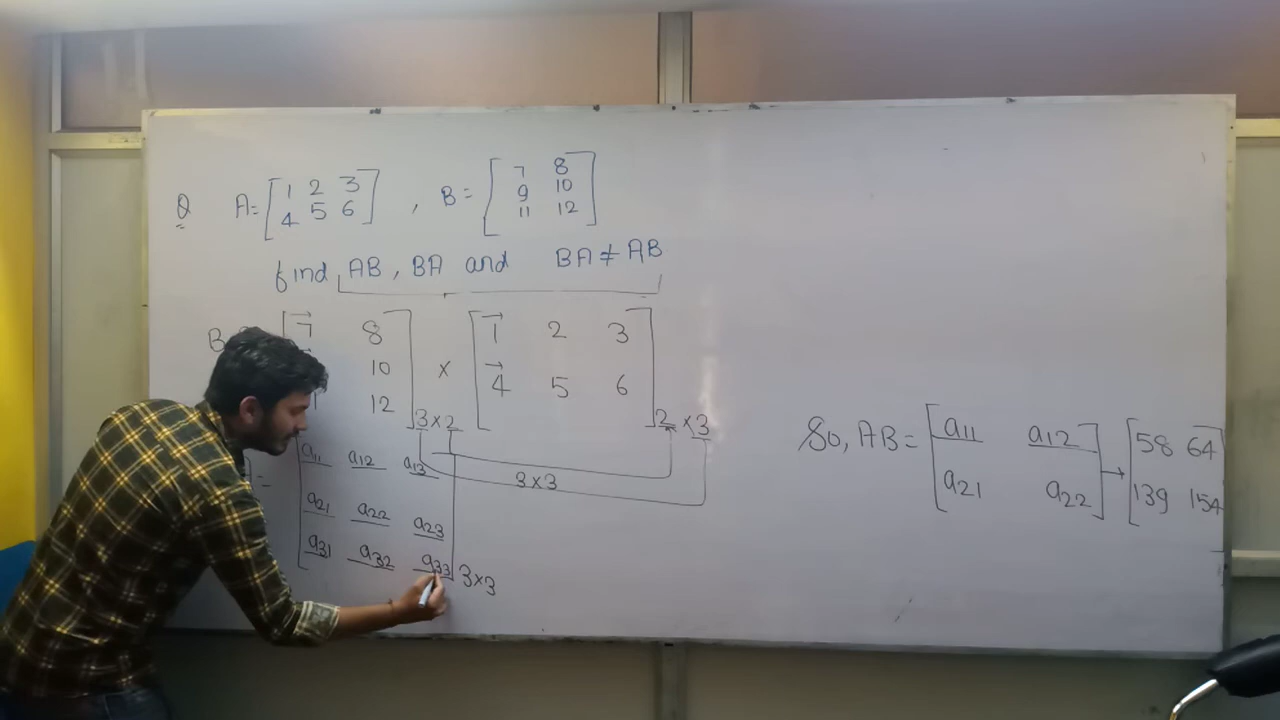 Q A = [ 1 2 3
4 5 6 ] , B = [ 7 8
9 10
11 12 ]
find AB, BA and BA ≠ AB
B
[ 7 8
10
12 ] 3×2 × [ 1 2 3
4 5 6 ] 2×3
3×3
= [ a11 a12 a13
a21 a22 a23
a31 a32 a33 ] 3×3
So, AB = [ a11 a12
a21 a22 ] → [ 58 64
139 154 ]